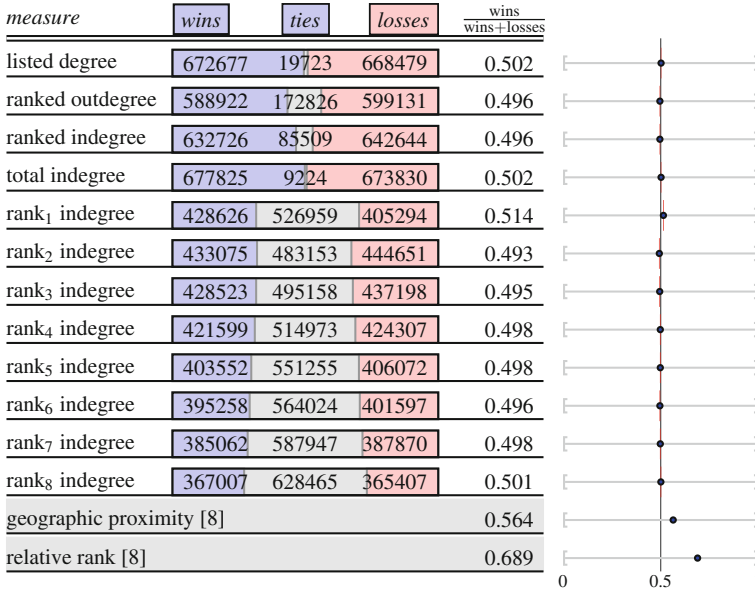 measure wins ties losses wins/wins+losses
listed degree 672677 19723 668479 0.502
ranked outdegree 588922 172826 599131 0.496
ranked indegree 632726 85509 642644 0.496
total indegree 677825 9224 673830 0.502
rank₁ indegree 428626 526959 405294 0.514
rank₂ indegree 433075 483153 444651 0.493
rank₃ indegree 428523 495158 437198 0.495
rank₄ indegree 421599 514973 424307 0.498
rank₅ indegree 403552 551255 406072 0.498
rank₆ indegree 395258 564024 401597 0.496
rank₇ indegree 385062 587947 387870 0.498
rank₈ indegree 367007 628465 365407 0.501
geographic proximity [8] 0.564
relative rank [8] 0.689
0 0.5